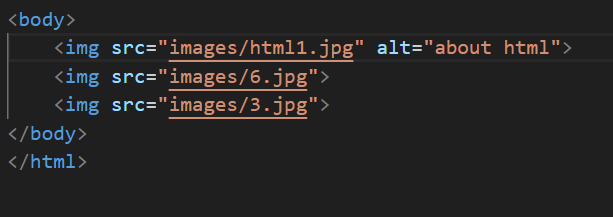 <body>
<img src="images/html1.jpg" alt="about html">
<img src="images/6.jpg">
<img src="images/3.jpg">
</body>
</html>